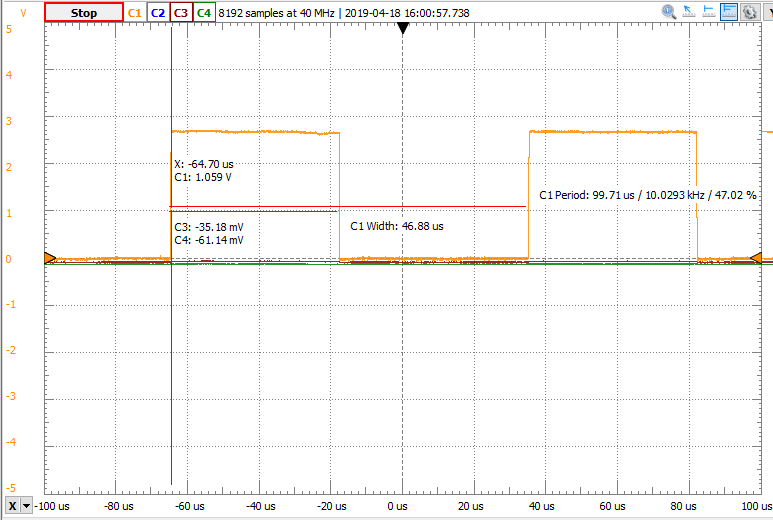 V Stop C1 C2 C3 C4 8192 samples at 40 MHz | 2019-04-18 16:00:57.738
5
4
3
2
1
0
-1
-2
-3
-4
-5
X: -64.70 us
C1: 1.059 V
C3: -35.18 mV
C4: -61.14 mV
C1 Width: 46.88 us
C1 Period: 99.71 us / 10.0293 kHz / 47.02 %
X -100 us -80 us -60 us -40 us -20 us 0 us 20 us 40 us 60 us 80 us 100 us